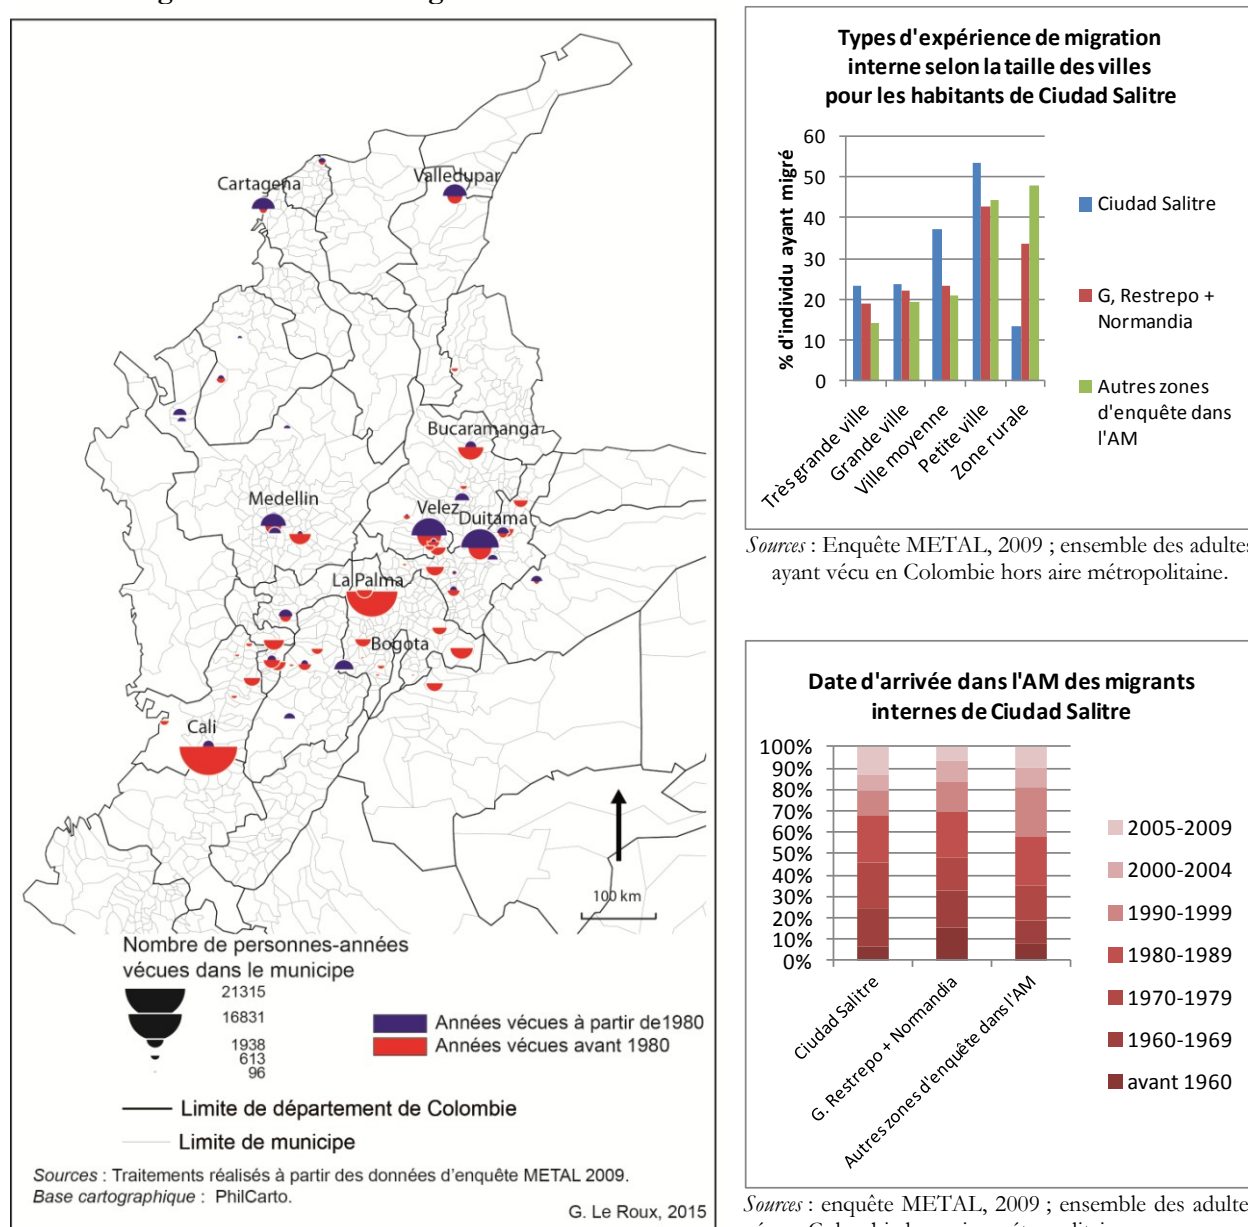 Cartagena
Valledupar
Bucaramanga
Medellin
Velez
Duitama
La Palma
Bogota
Cali
100 km
Nombre de personnes-années
vécues dans le municipe
21315
16831
1938
613
96
Années vécues à partir de1980
Années vécues avant 1980
Limite de département de Colombie
Limite de municipe
Sources : Traitements réalisés à partir des données d'enquête METAL 2009.
Base cartographique : PhilCarto.
G. Le Roux, 2015
Types d'expérience de migration
interne selon la taille des villes
pour les habitants de Ciudad Salitre
% d'individu ayant migré
60
50
40
30
20
10
0
Très grande ville
Grande ville
Ville moyenne
Petite ville
Zone rurale
Ciudad Salitre
G, Restrepo +
Normandia
Autres zones
d'enquête dans
l'AM
Sources : Enquête METAL, 2009 ; ensemble des adultes
ayant vécu en Colombie hors aire métropolitaine.
Date d'arrivée dans l'AM des migrants
internes de Ciudad Salitre
100%
90%
80%
70%
60%
50%
40%
30%
20%
10%
0%
Ciudad Salitre
G. Restrepo + Normandia
Autres zones d'enquête dans l'AM
2005-2009
2000-2004
1990-1999
1980-1989
1970-1979
1960-1969
avant 1960
Sources : enquête METAL, 2009 ; ensemble des adulte